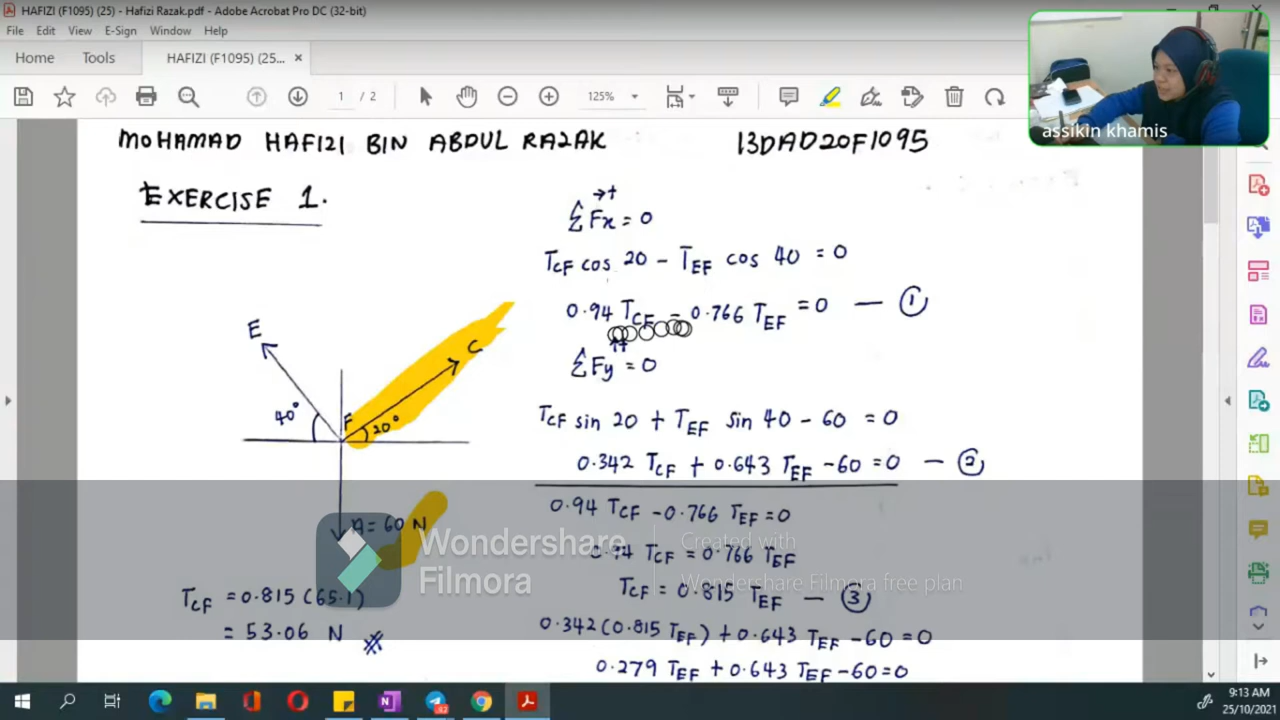 HAFIZI (F1095) (25) - Hafizi Razak.pdf - Adobe Acrobat Pro DC (32-bit)
File Edit View E-Sign Window Help
Home Tools HAFIZI (F1095) (25... ×
1 / 2 125%
assikin khamis
MOHAMAD HAFIZI BIN ABDUL RAZAK 13DAD20F1095
EXERCISE 1.
→+
ΣFx = 0
TCF cos 20 - TEF cos 40 = 0
0.94 TCF - 0.766 TEF = 0 — ①
↑+
ΣFy = 0
TCF sin 20 + TEF sin 40 - 60 = 0
0.342 TCF + 0.643 TEF - 60 = 0 — ②
0.94 TCF - 0.766 TEF = 0
0.94 TCF = 0.766 TEF
TCF = 0.815 TEF — ③
0.342(0.815 TEF) + 0.643 TEF - 60 = 0
0.279 TEF + 0.643 TEF - 60 = 0
E
C
40°
F
20°
= 60 N
TCF = 0.815 (65.1)
= 53.06 N
Wondershare
Filmora
Created with
Wondershare Filmora free plan
9:13 AM
25/10/2021